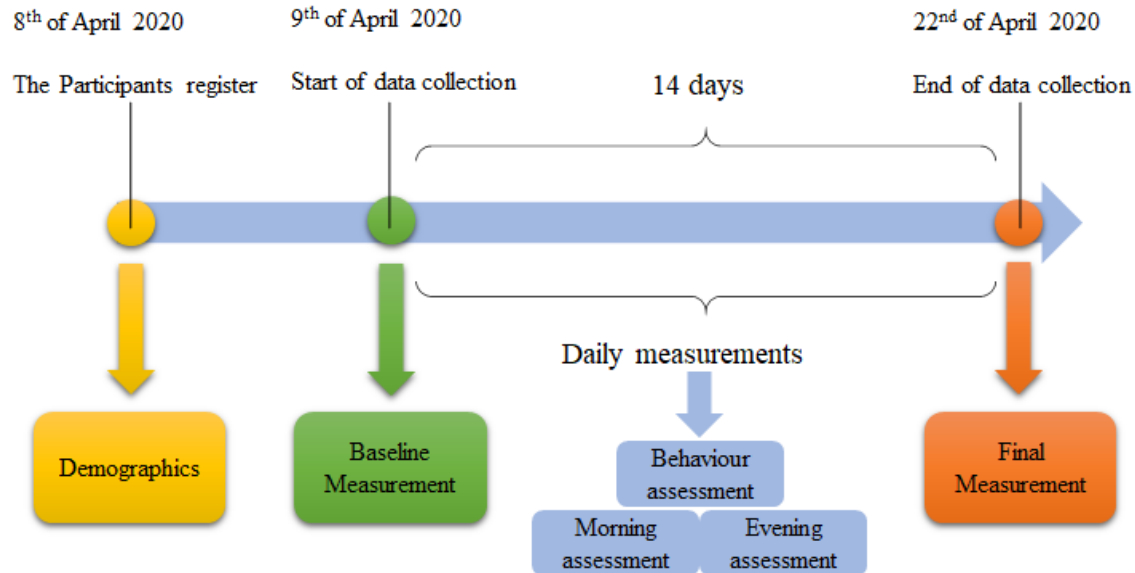 8th of April 2020
9th of April 2020
22nd of April 2020
The Participants register
Start of data collection
14 days
End of data collection
Daily measurements
Demographics
Baseline
Measurement
Behaviour
assessment
Morning
assessment
Evening
assessment
Final
Measurement